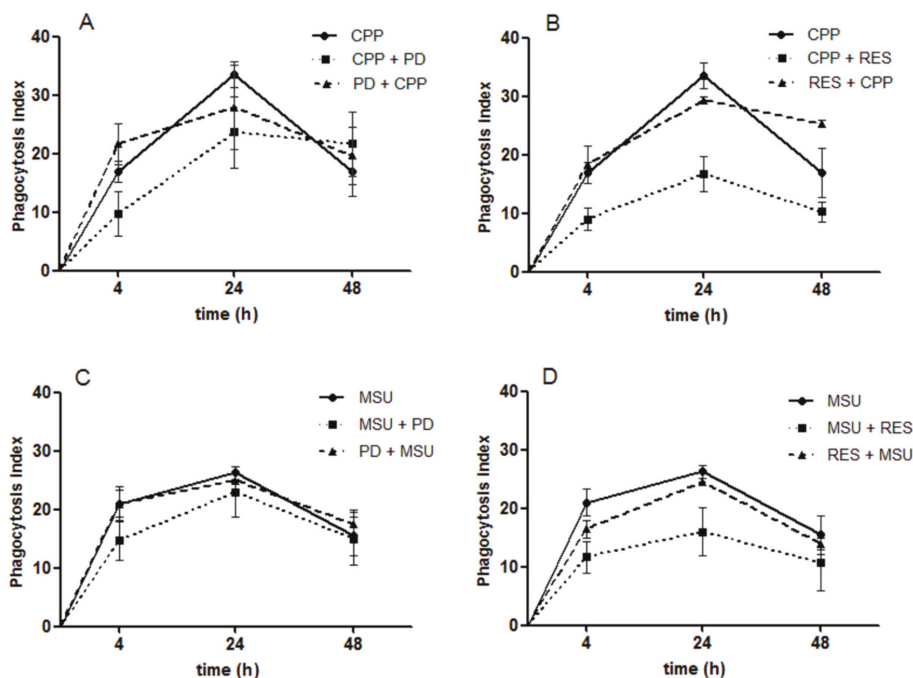 A
CPP
CPP + PD
PD + CPP
Phagocytosis Index
40
30
20
10
0
4 24 48
time (h)
B
CPP
CPP + RES
RES + CPP
Phagocytosis Index
40
30
20
10
0
4 24 48
time (h)
C
MSU
MSU + PD
PD + MSU
Phagocytosis Index
40
30
20
10
0
4 24 48
time (h)
D
MSU
MSU + RES
RES + MSU
Phagocytosis Index
40
30
20
10
0
4 24 48
time (h)